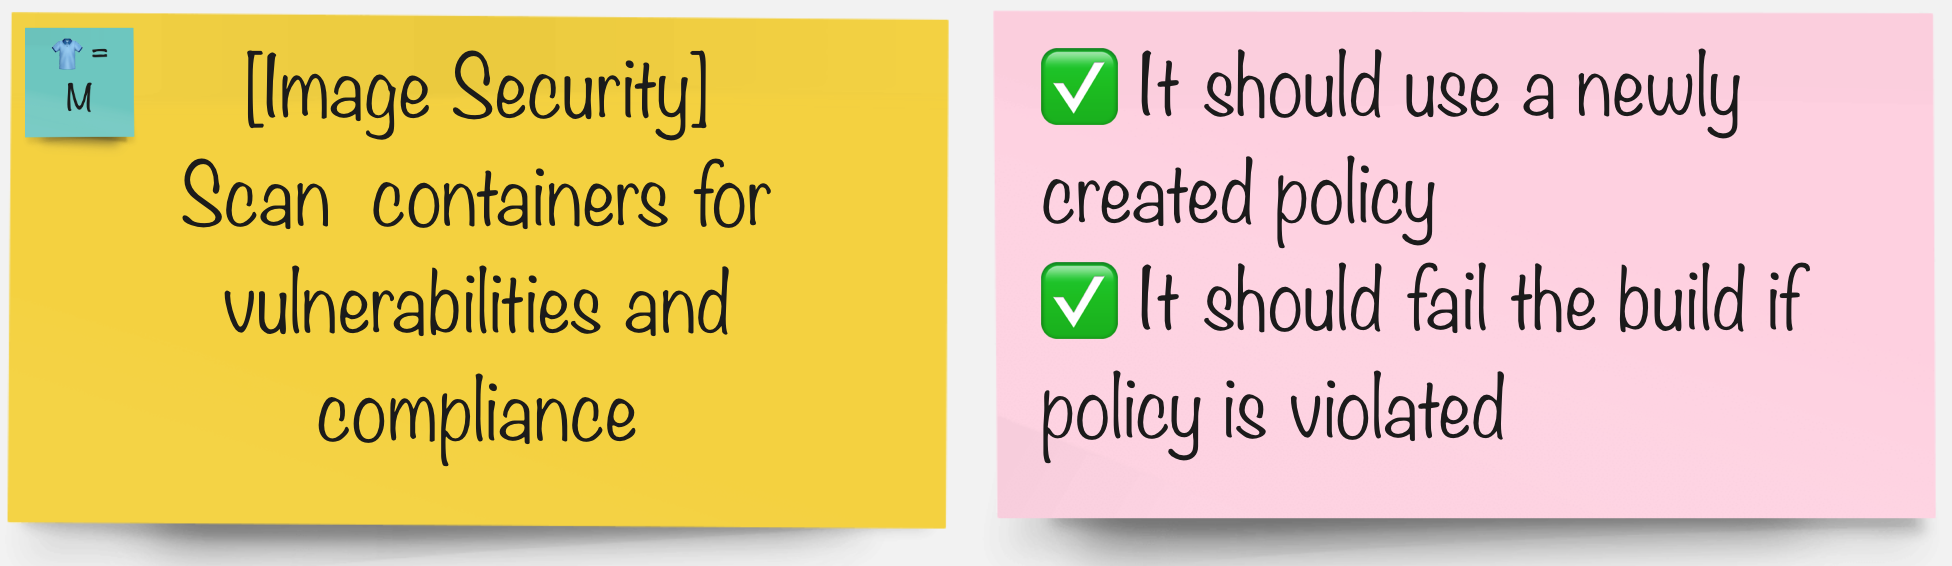 👕 =
M
[Image Security]
Scan containers for
vulnerabilities and
compliance
✅ It should use a newly
created policy
✅ It should fail the build if
policy is violated